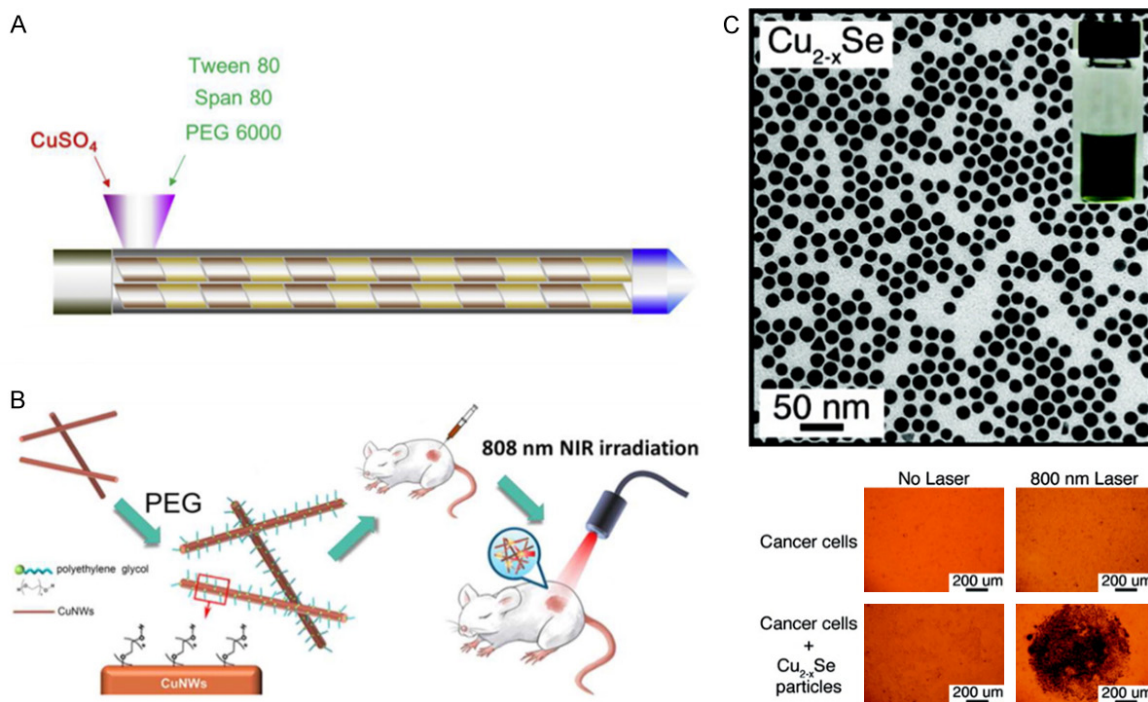 A
Tween 80
Span 80
PEG 6000
CuSO4
B
PEG
polyethylene glycol
CuNWs
CuNWs
808 nm NIR irradiation
C
Cu2-xSe
50 nm
No Laser
800 nm Laser
Cancer cells
200 um
200 um
Cancer cells
+
Cu2-xSe
particles
200 um
200 um